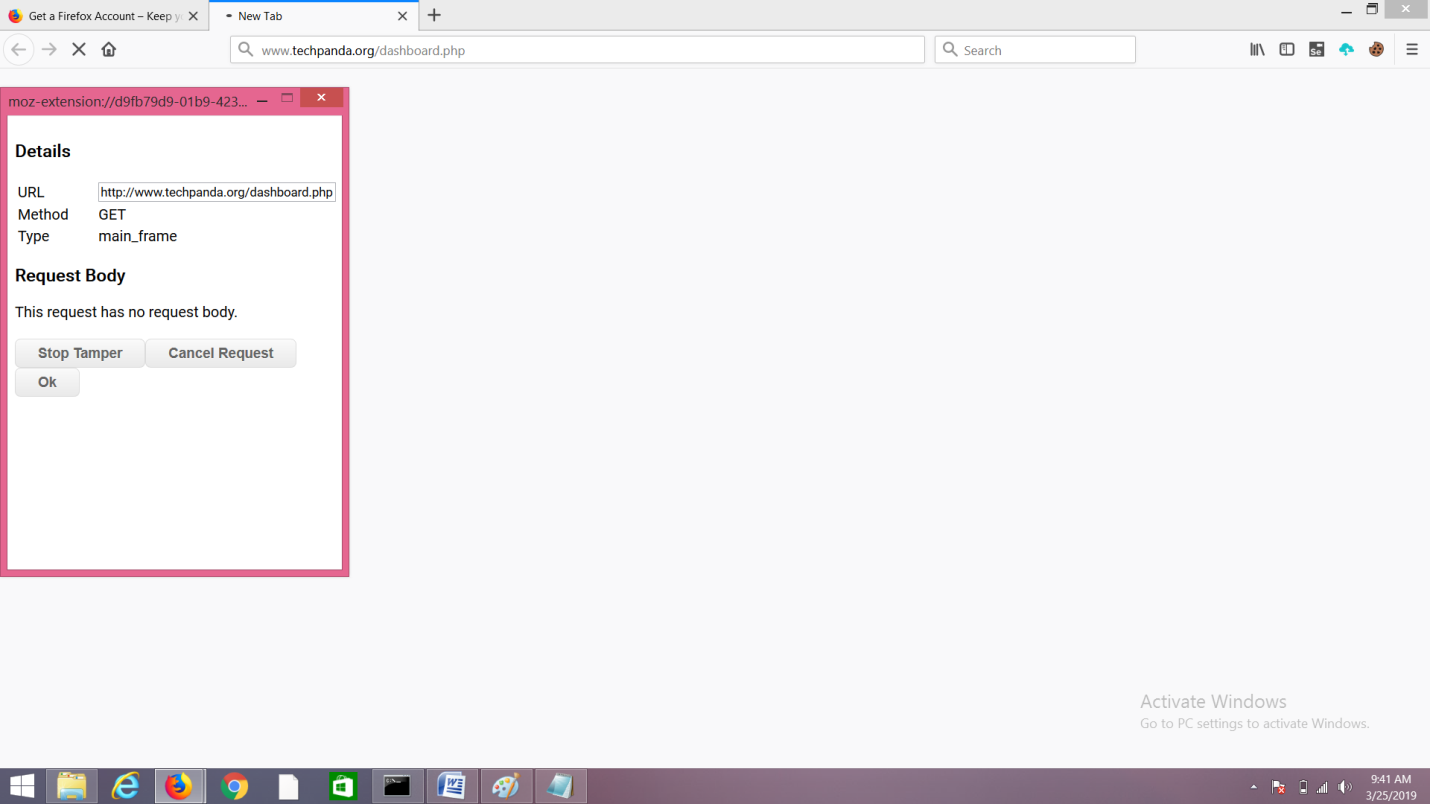 Get a Firefox Account – Keep y
New Tab
www.techpanda.org/dashboard.php
Search
Se
moz-extension://d9fb79d9-01b9-423...
Details
URL http://www.techpanda.org/dashboard.php
Method GET
Type main_frame
Request Body
This request has no request body.
Stop Tamper Cancel Request
Ok
Activate Windows
Go to PC settings to activate Windows.
9:41 AM
3/25/2019